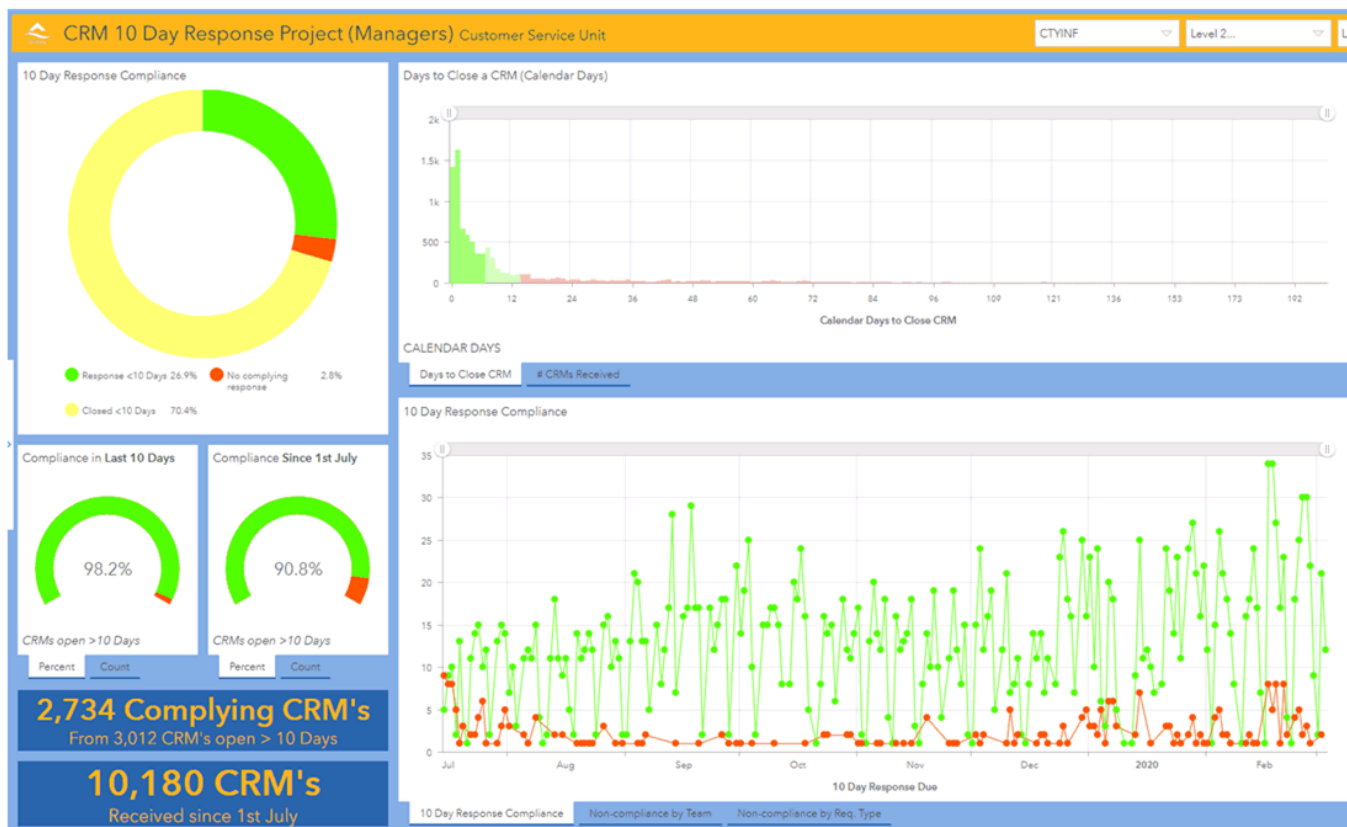 CRM 10 Day Response Project (Managers) Customer Service Unit
CTYINF
Level 2...
L
10 Day Response Compliance
Response <10 Days 26.9%
No complying 2.8%
response
Closed <10 Days 70.4%
Days to Close a CRM (Calendar Days)
2k
1.5k
1k
500
0
0 12 24 36 48 60 72 84 96 109 121 136 153 173 192
Calendar Days to Close CRM
CALENDAR DAYS
Days to Close CRM # CRMs Received
Compliance in Last 10 Days
98.2%
CRMs open >10 Days
Percent Count
Compliance Since 1st July
90.8%
CRMs open >10 Days
Percent Count
2,734 Complying CRM's
From 3,012 CRM's open > 10 Days
10,180 CRM's
Received since 1st July
10 Day Response Compliance
35
30
25
20
15
10
5
0
Jul Aug Sep Oct Nov Dec 2020 Feb
10 Day Response Due
10 Day Response Compliance Non-compliance by Team Non-compliance by Req. Type